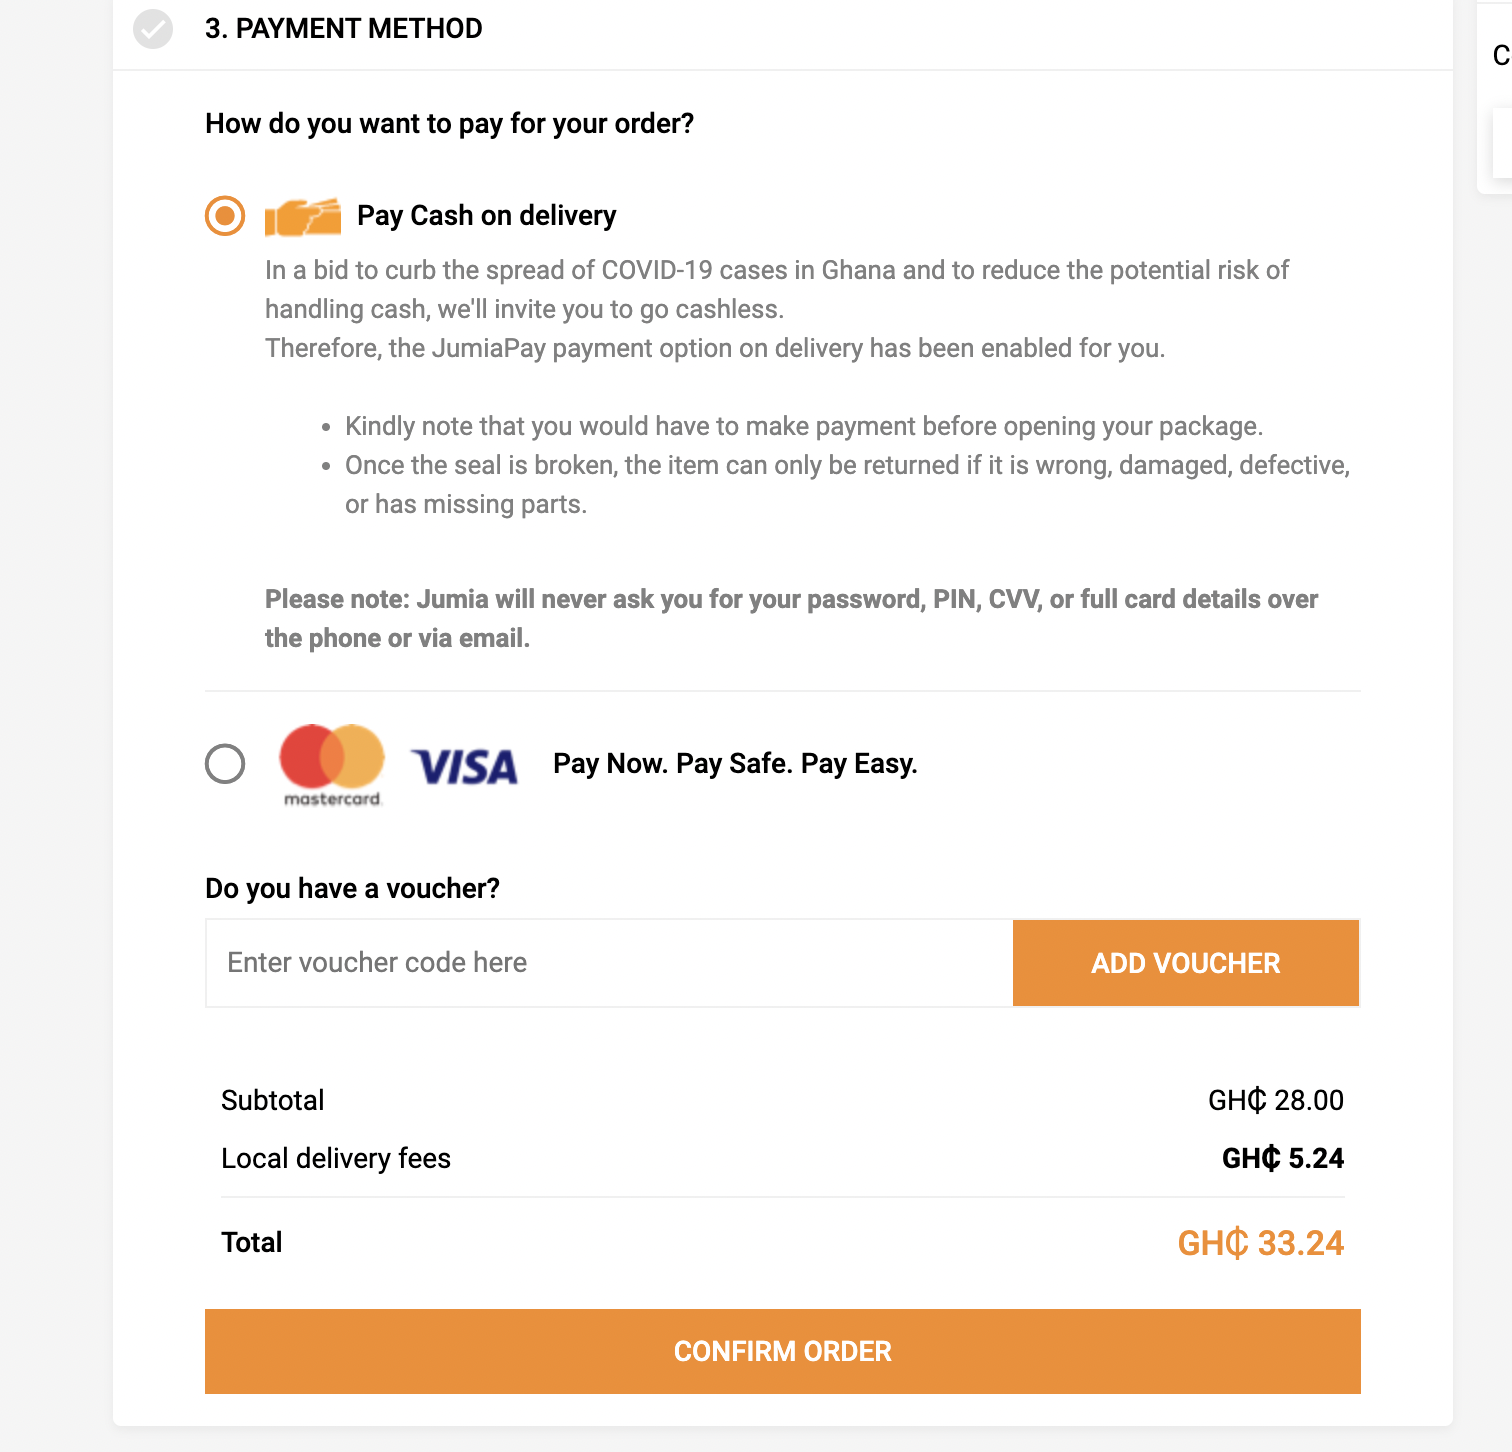 3. PAYMENT METHOD
How do you want to pay for your order?
Pay Cash on delivery
In a bid to curb the spread of COVID-19 cases in Ghana and to reduce the potential risk of
handling cash, we'll invite you to go cashless.
Therefore, the JumiaPay payment option on delivery has been enabled for you.
• Kindly note that you would have to make payment before opening your package.
• Once the seal is broken, the item can only be returned if it is wrong, damaged, defective,
or has missing parts.
Please note: Jumia will never ask you for your password, PIN, CVV, or full card details over
the phone or via email.
mastercard. VISA Pay Now. Pay Safe. Pay Easy.
Do you have a voucher?
Enter voucher code here ADD VOUCHER
Subtotal GH₵ 28.00
Local delivery fees GH₵ 5.24
Total GH₵ 33.24
CONFIRM ORDER